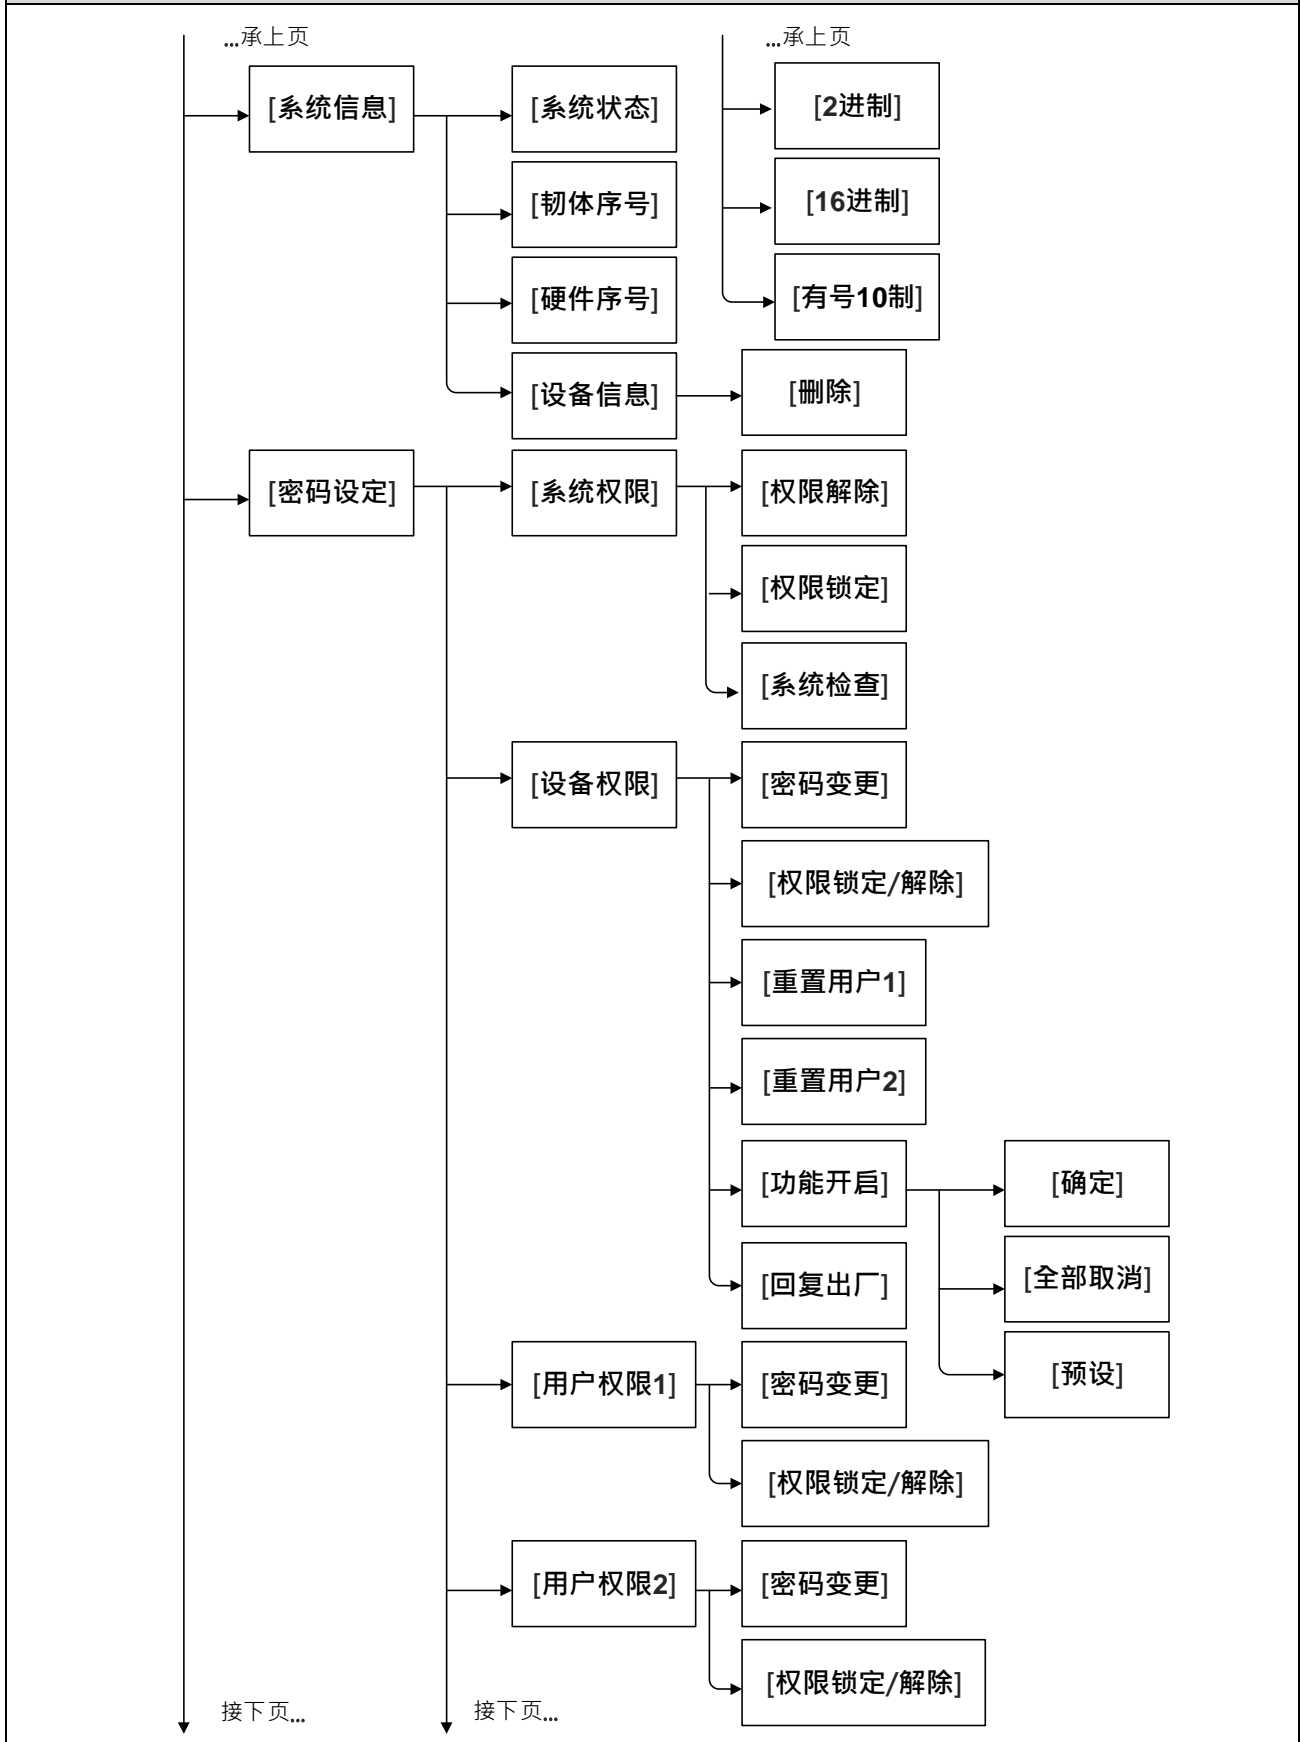 ...承上页
...承上页
[系统信息]
[系统状态]
[2进制]
[韧体序号]
[16进制]
[硬件序号]
[有号10制]
[设备信息]
[删除]
[密码设定]
[系统权限]
[权限解除]
[权限锁定]
[系统检查]
[设备权限]
[密码变更]
[权限锁定/解除]
[重置用户1]
[重置用户2]
[功能开启]
[确定]
[全部取消]
[回复出厂]
[预设]
[用户权限1]
[密码变更]
[权限锁定/解除]
[用户权限2]
[密码变更]
[权限锁定/解除]
接下页...
接下页...